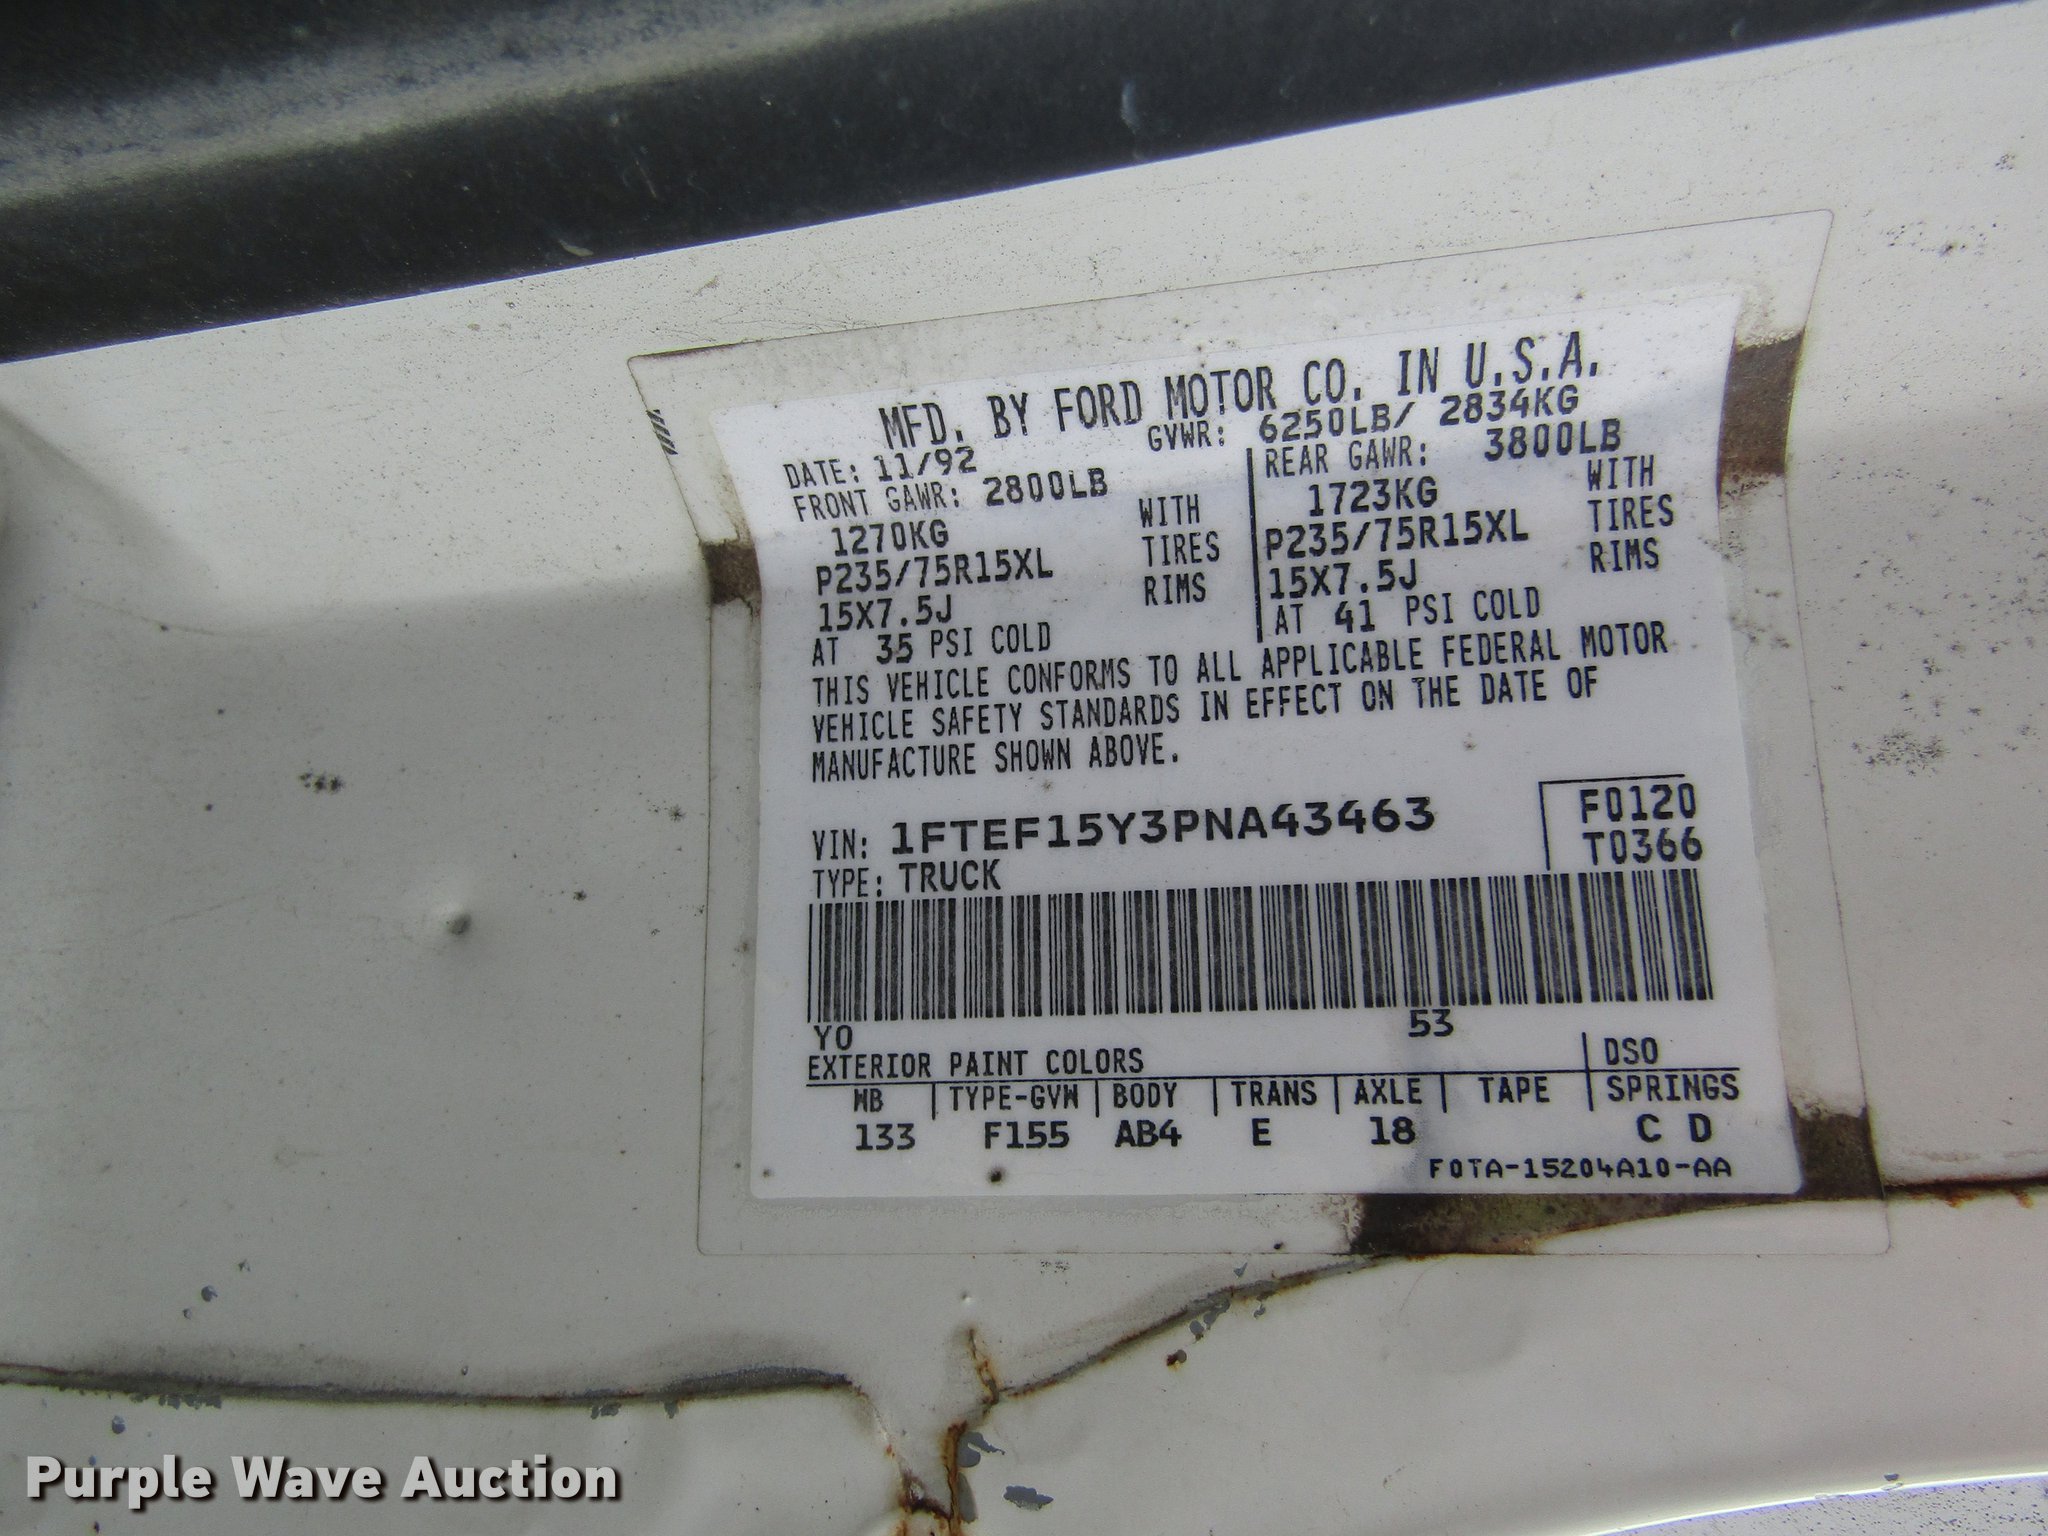 MFD. BY FORD MOTOR CO. IN U.S.A.
DATE: 11/92 GVWR: 6250LB/ 2834KG
FRONT GAWR: 2800LB REAR GAWR: 3800LB
1270KG WITH 1723KG WITH
P235/75R15XL TIRES P235/75R15XL TIRES
15X7.5J RIMS 15X7.5J RIMS
AT 35 PSI COLD AT 41 PSI COLD
THIS VEHICLE CONFORMS TO ALL APPLICABLE FEDERAL MOTOR
VEHICLE SAFETY STANDARDS IN EFFECT ON THE DATE OF
MANUFACTURE SHOWN ABOVE.
VIN: 1FTEF15Y3PNA43463 F0120
TYPE: TRUCK T0366
YO 53
EXTERIOR PAINT COLORS DSO
WB TYPE-GVW BODY TRANS AXLE TAPE SPRINGS
133 F155 AB4 E 18 C D
F0TA-15204A10-AA
Purple Wave Auction